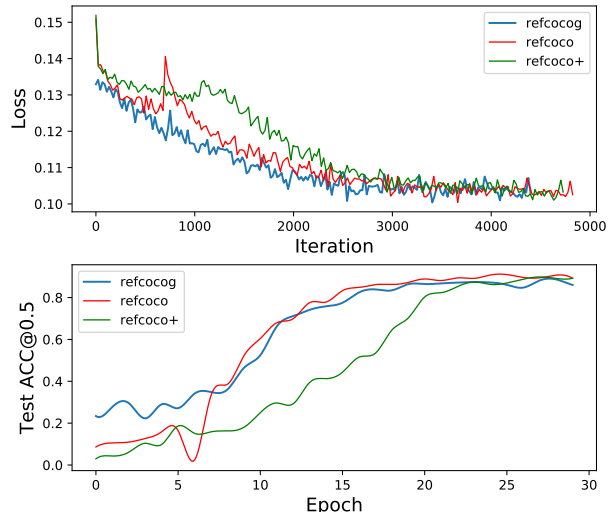 0.15
0.14
0.13
0.12
0.11
0.10
Loss
refcocog
refcoco
refcoco+
0
1000
2000
3000
4000
5000
Iteration
0.8
0.6
0.4
0.2
0.0
Test ACC@0.5
refcocog
refcoco
refcoco+
0
5
10
15
20
25
30
Epoch